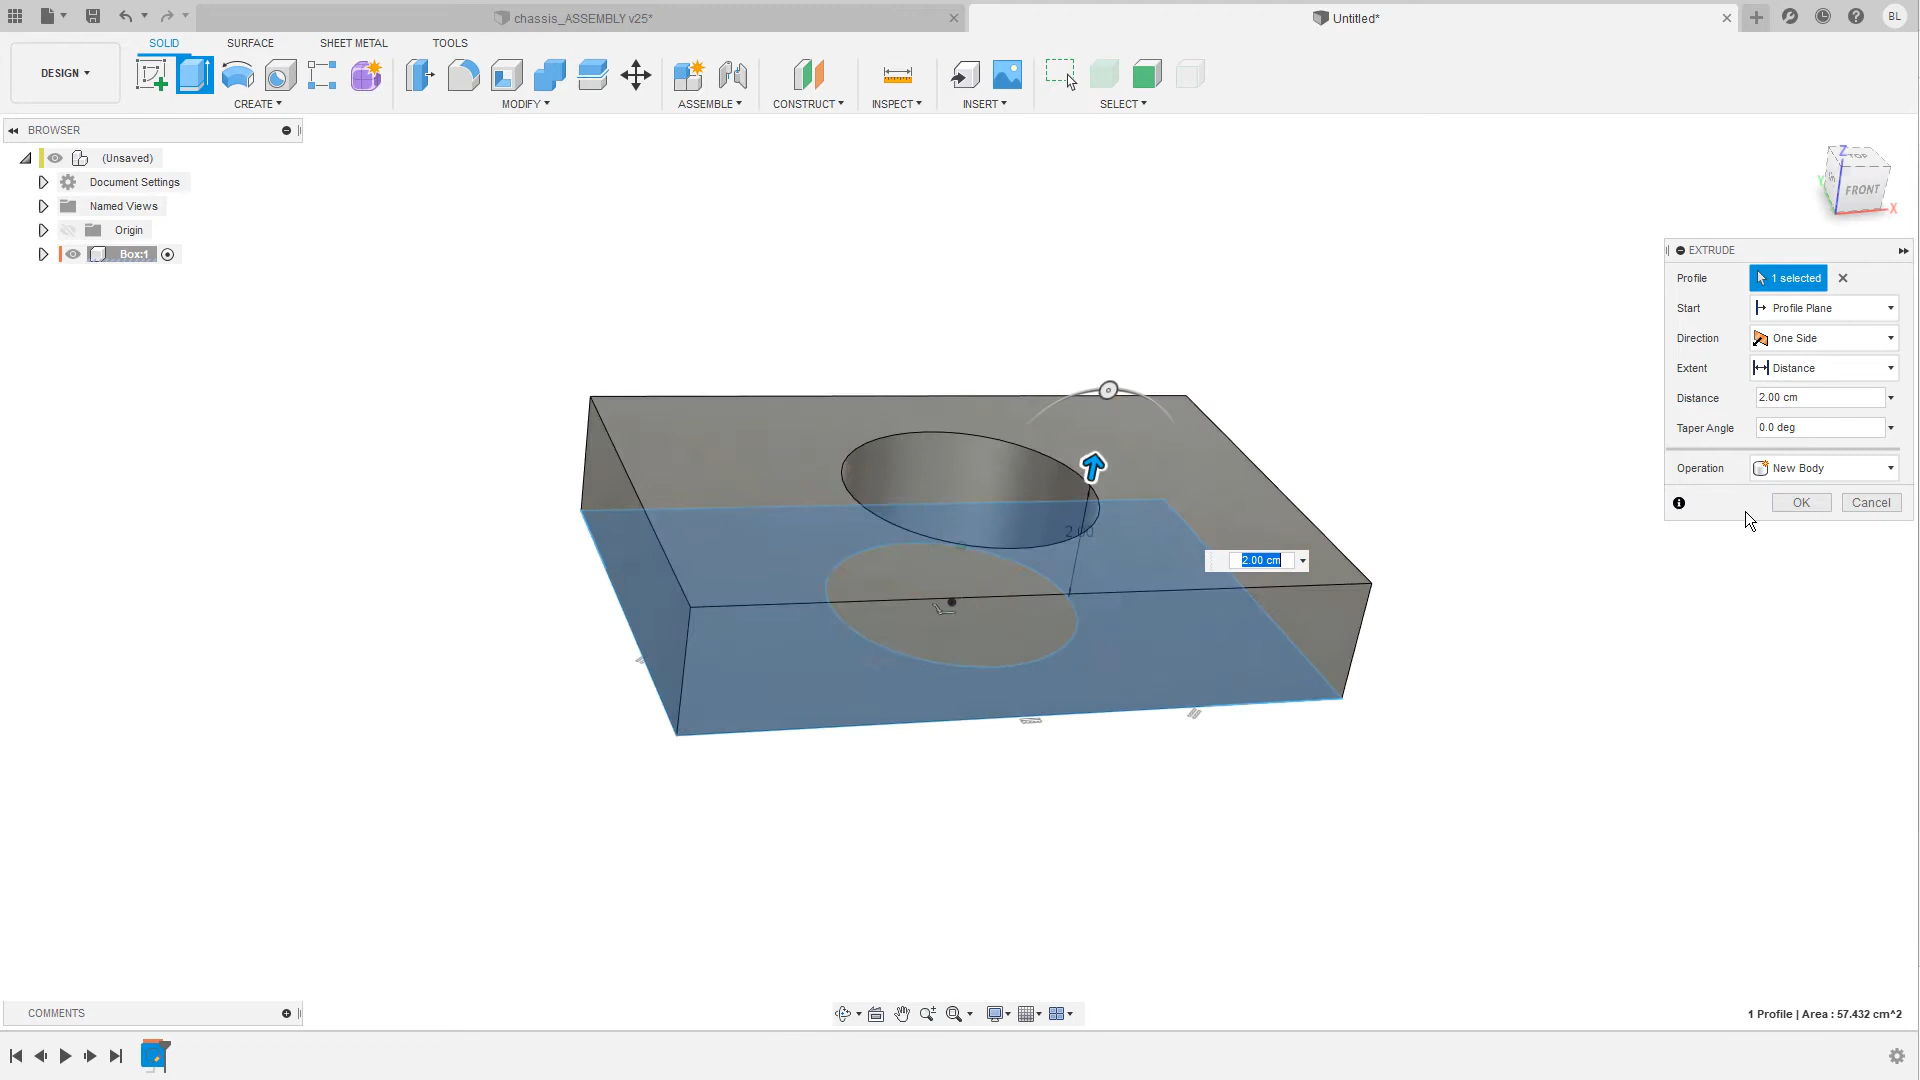 chassis_ASSEMBLY v25*
Untitled*
BL
SOLID
SURFACE
SHEET METAL
TOOLS
DESIGN
CREATE
MODIFY
ASSEMBLE
CONSTRUCT
INSPECT
INSERT
SELECT
BROWSER
(Unsaved)
Document Settings
Named Views
Origin
Box:1
TOP
FRONT
Z
Y
X
EXTRUDE
Profile
1 selected
Start
Profile Plane
Direction
One Side
Extent
Distance
Distance
2.00 cm
Taper Angle
0.0 deg
Operation
New Body
OK
Cancel
2.00
2.00 cm
COMMENTS
1 Profile | Area : 57.432 cm^2